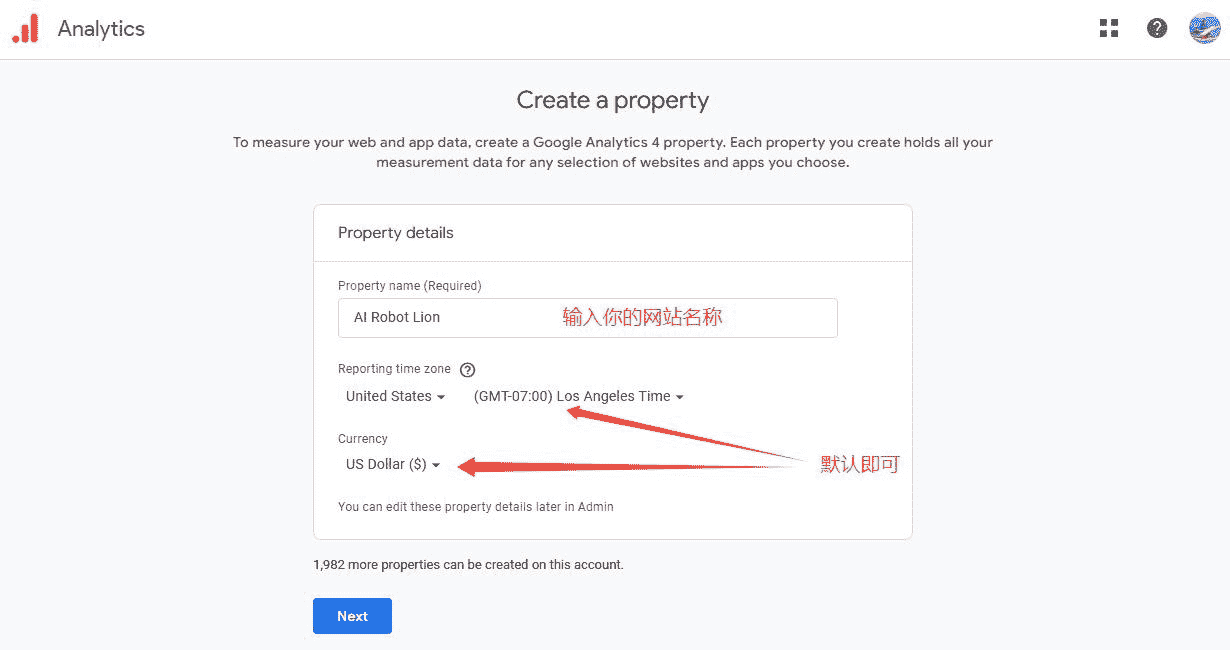 Analytics
Create a property
To measure your web and app data, create a Google Analytics 4 property. Each property you create holds all your
measurement data for any selection of websites and apps you choose.
Property details
Property name (Required)
AI Robot Lion 输入你的网站名称
Reporting time zone
United States (GMT-07:00) Los Angeles Time
Currency
US Dollar ($) 默认即可
You can edit these property details later in Admin
1,982 more properties can be created on this account.
Next